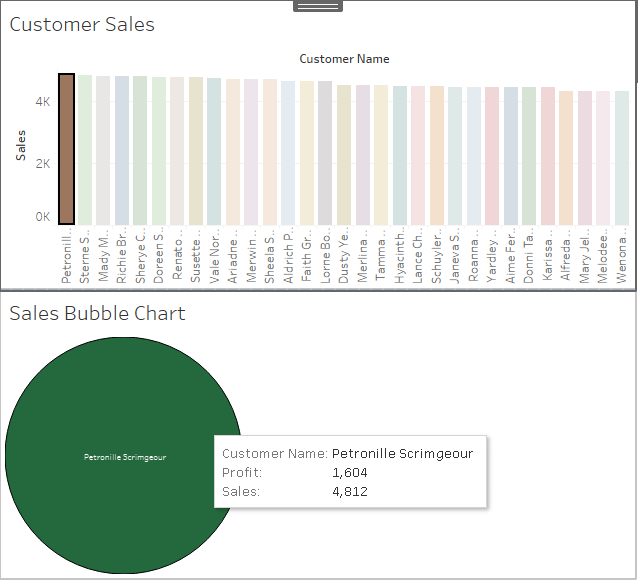 Customer Sales
Customer Name
Sales
4K
2K
0K
Petronill..
Sterne S..
Mady M..
Richie Br..
Sherye C..
Doreen S..
Renato ..
Susette ..
Vale Nor..
Ariadne ..
Merwin ..
Sheela S..
Aldrich P..
Faith Gr..
Lorne Bo..
Dusty Ye..
Merlina ..
Tamma ..
Hyacinth..
Lance Ch..
Schuyler..
Janeva S..
Roanna ..
Yardley ..
Aime Fer..
Donni Ta..
Karissa ..
Alfreda ..
Mary Jel..
Melodee..
Wenona ..
Sales Bubble Chart
Petronille Scrimgeour
Customer Name: Petronille Scrimgeour
Profit: 1,604
Sales: 4,812